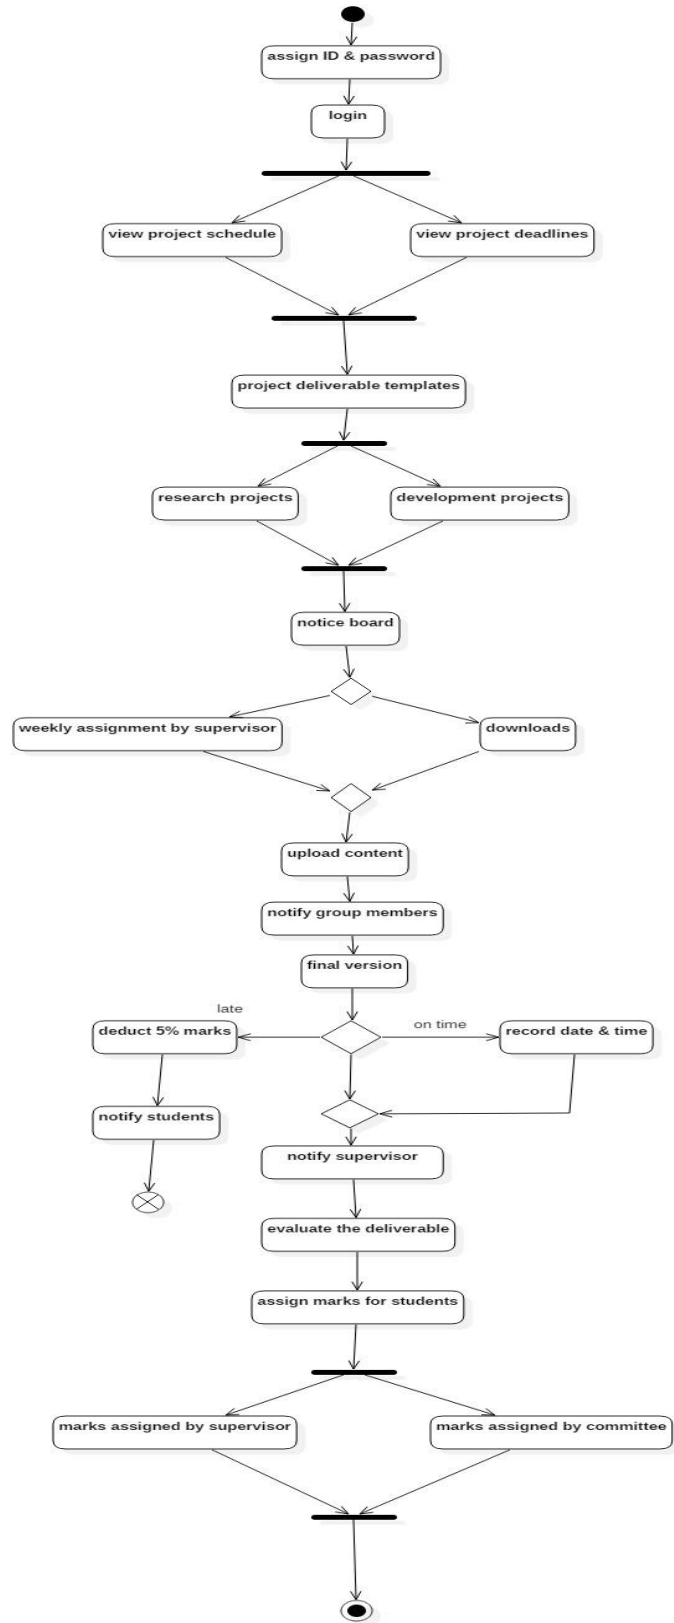 assign ID & password
login
view project schedule
view project deadlines
project deliverable templates
research projects
development projects
notice board
weekly assignment by supervisor
downloads
upload content
notify group members
final version
late
on time
deduct 5% marks
record date & time
notify students
notify supervisor
evaluate the deliverable
assign marks for students
marks assigned by supervisor
marks assigned by committee